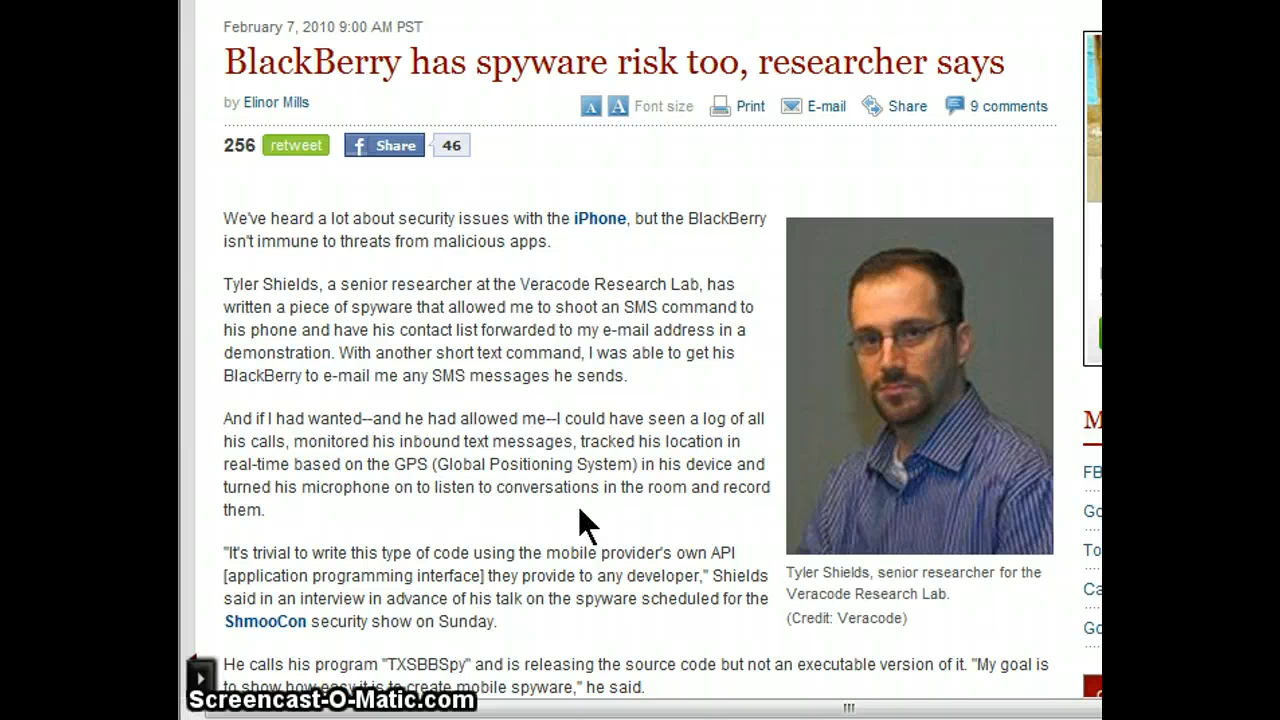 February 7, 2010 9:00 AM PST
BlackBerry has spyware risk too, researcher says
by Elinor Mills
A A Font size Print E-mail Share 9 comments
256 retweet f Share 46
We've heard a lot about security issues with the iPhone, but the BlackBerry
isn't immune to threats from malicious apps.
Tyler Shields, a senior researcher at the Veracode Research Lab, has
written a piece of spyware that allowed me to shoot an SMS command to
his phone and have his contact list forwarded to my e-mail address in a
demonstration. With another short text command, I was able to get his
BlackBerry to e-mail me any SMS messages he sends.
And if I had wanted--and he had allowed me--I could have seen a log of all
his calls, monitored his inbound text messages, tracked his location in
real-time based on the GPS (Global Positioning System) in his device and
turned his microphone on to listen to conversations in the room and record
them.
"It's trivial to write this type of code using the mobile provider's own API
[application programming interface] they provide to any developer," Shields
said in an interview in advance of his talk on the spyware scheduled for the
ShmooCon security show on Sunday.
Tyler Shields, senior researcher for the
Veracode Research Lab.
(Credit: Veracode)
He calls his program "TXSBBSpy" and is releasing the source code but not an executable version of it. "My goal is
to show how easy it is to create mobile spyware," he said.
M
FB
Go
To
Ca
Go
Screencast-O-Matic.com